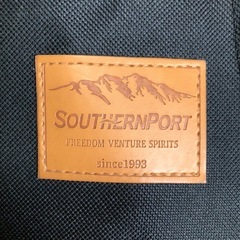 SOUTHERNPORT
FREEDOM VENTURE SPIRITS
since1993